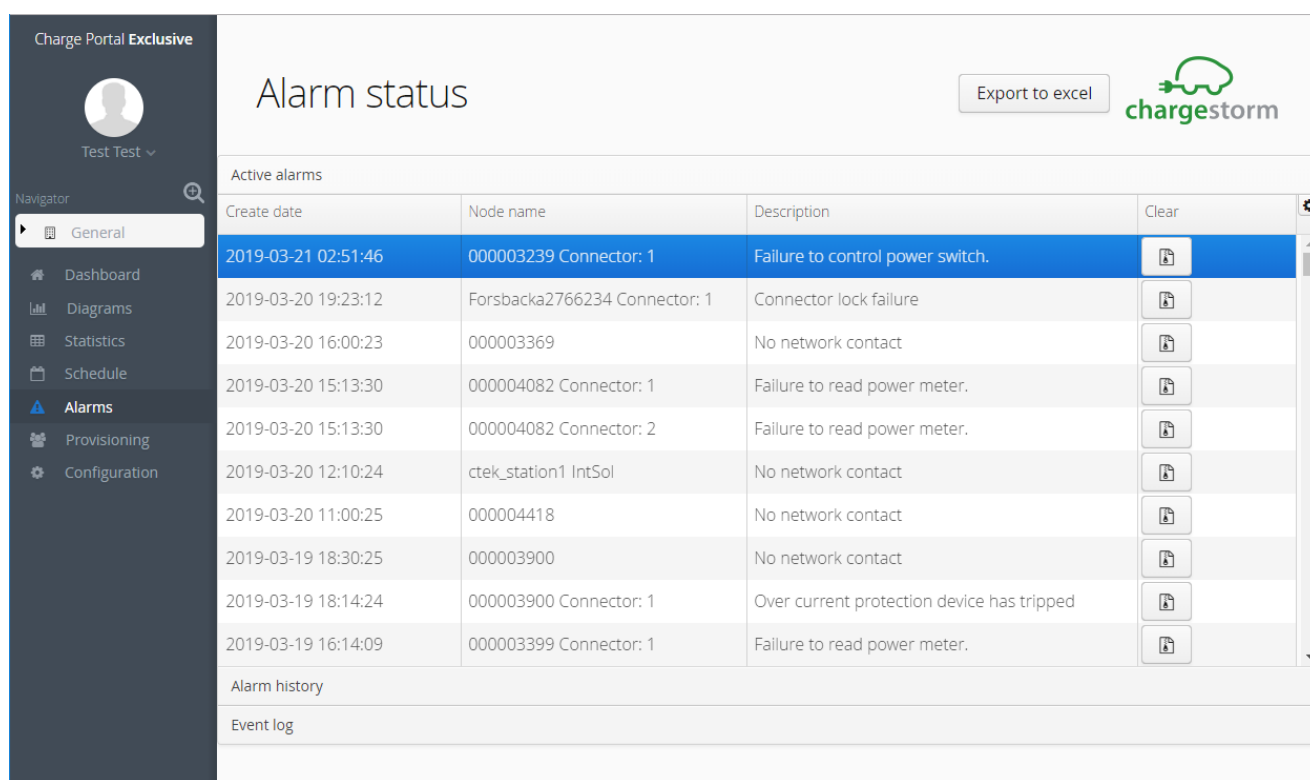 Charge Portal Exclusive
Test Test
Navigator
General
Dashboard
Diagrams
Statistics
Schedule
Alarms
Provisioning
Configuration
Alarm status
Export to excel
chargestorm
Active alarms
Create date Node name Description Clear
2019-03-21 02:51:46 000003239 Connector: 1 Failure to control power switch.
2019-03-20 19:23:12 Forsbacka2766234 Connector: 1 Connector lock failure
2019-03-20 16:00:23 000003369 No network contact
2019-03-20 15:13:30 000004082 Connector: 1 Failure to read power meter.
2019-03-20 15:13:30 000004082 Connector: 2 Failure to read power meter.
2019-03-20 12:10:24 ctek_station1 IntSol No network contact
2019-03-20 11:00:25 000004418 No network contact
2019-03-19 18:30:25 000003900 No network contact
2019-03-19 18:14:24 000003900 Connector: 1 Over current protection device has tripped
2019-03-19 16:14:09 000003399 Connector: 1 Failure to read power meter.
Alarm history
Event log